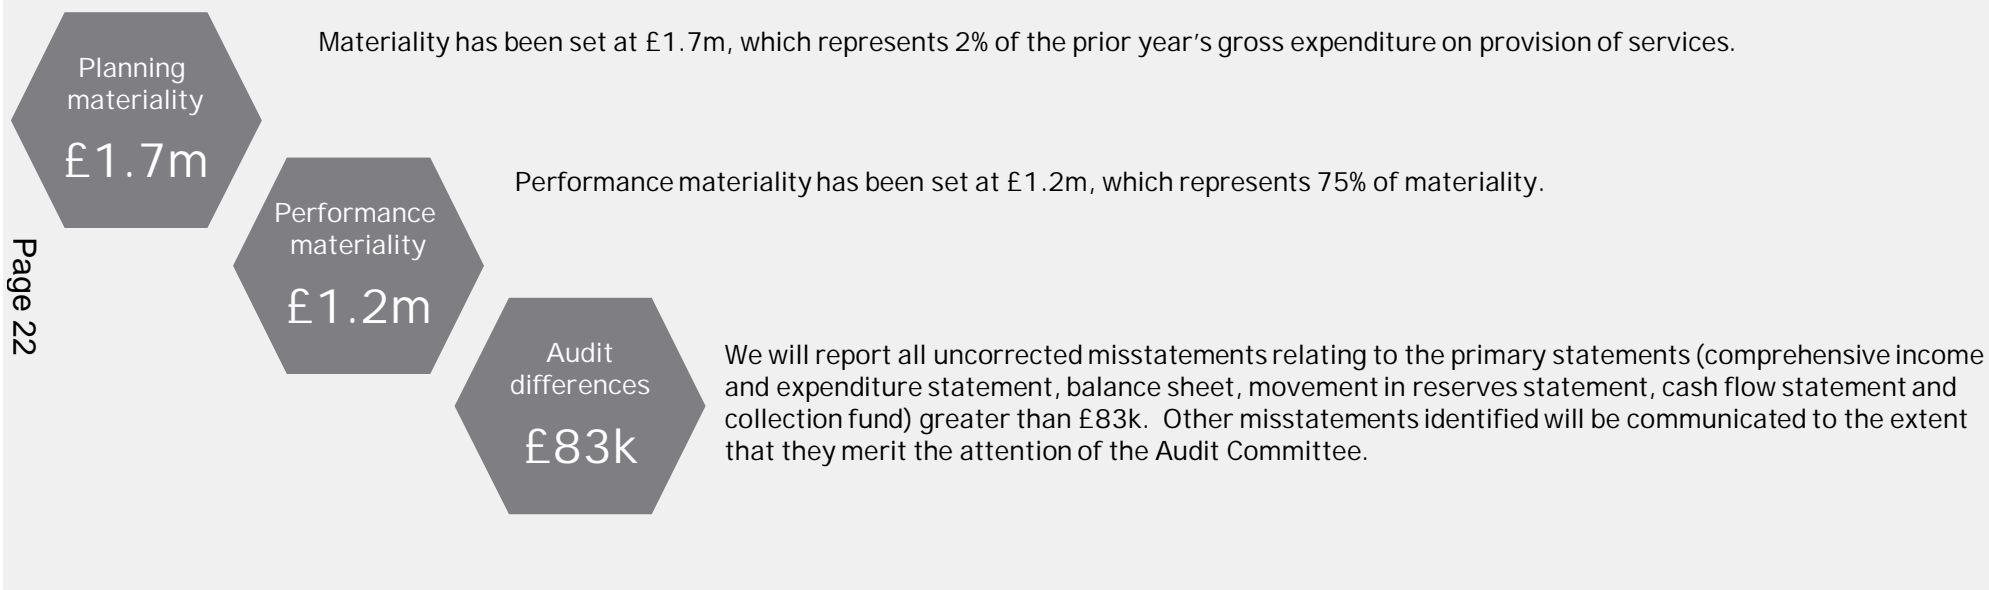 Planning
materiality
£1.7m
Materiality has been set at £1.7m, which represents 2% of the prior year’s gross expenditure on provision of services.
Performance
materiality
£1.2m
Performance materiality has been set at £1.2m, which represents 75% of materiality.
Audit
differences
£83k
We will report all uncorrected misstatements relating to the primary statements (comprehensive income
and expenditure statement, balance sheet, movement in reserves statement, cash flow statement and
collection fund) greater than £83k.  Other misstatements identified will be communicated to the extent
that they merit the attention of the Audit Committee.
Page 22